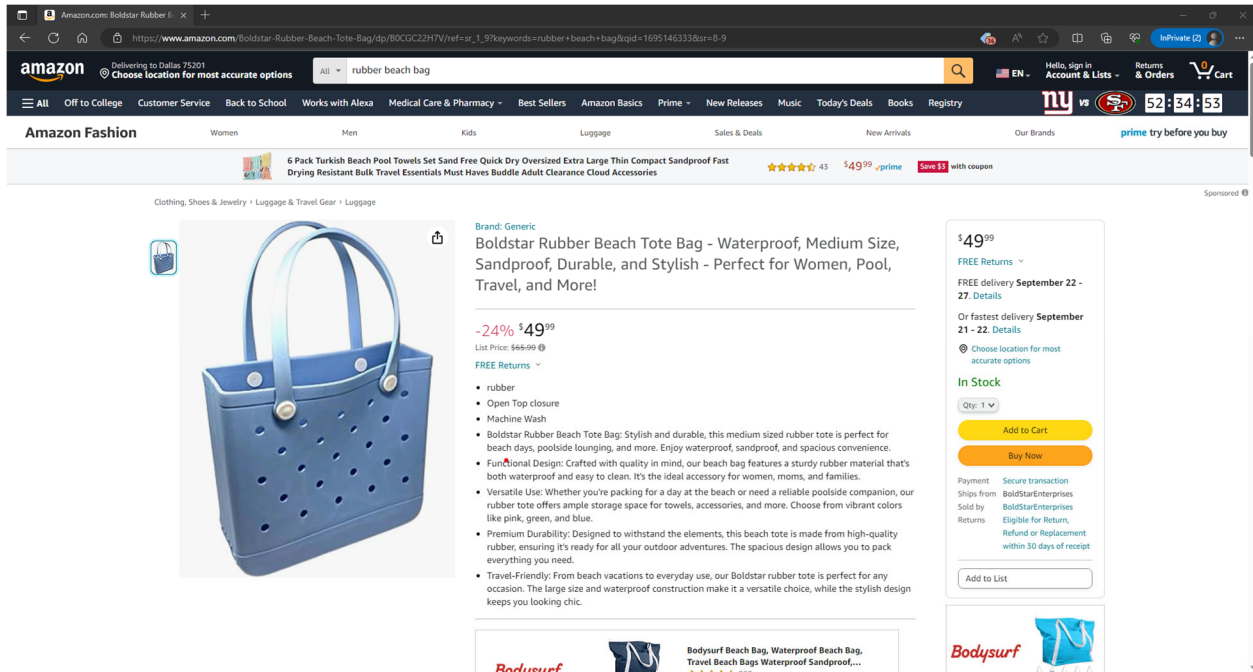 Amazon.com: Boldstar Rubber B
https://www.amazon.com/Boldstar-Rubber-Beach-Tote-Bag/dp/B0CGC22H7V/ref=sr_1_9?keywords=rubber+beach+bag&qid=1695146333&sr=8-9
InPrivate (2)
amazon
Delivering to Dallas 75201
Choose location for most accurate options
All
rubber beach bag
EN
Hello, sign in
Account & Lists
Returns
& Orders
0
Cart
All
Off to College
Customer Service
Back to School
Works with Alexa
Medical Care & Pharmacy
Best Sellers
Amazon Basics
Prime
New Releases
Music
Today's Deals
Books
Registry
ny
VS
SF
52:34:53
Amazon Fashion
Women
Men
Kids
Luggage
Sales & Deals
New Arrivals
Our Brands
prime try before you buy
6 Pack Turkish Beach Pool Towels Set Sand Free Quick Dry Oversized Extra Large Thin Compact Sandproof Fast
Drying Resistant Bulk Travel Essentials Must Haves Buddle Adult Clearance Cloud Accessories
43
$4999
prime
Save $3 with coupon
Sponsored
Clothing, Shoes & Jewelry › Luggage & Travel Gear › Luggage
Brand: Generic
Boldstar Rubber Beach Tote Bag - Waterproof, Medium Size,
Sandproof, Durable, and Stylish - Perfect for Women, Pool,
Travel, and More!
-24% $4999
List Price: $65.99
FREE Returns
• rubber
• Open Top closure
• Machine Wash
• Boldstar Rubber Beach Tote Bag: Stylish and durable, this medium sized rubber tote is perfect for
beach days, poolside lounging, and more. Enjoy waterproof, sandproof, and spacious convenience.
• Functional Design: Crafted with quality in mind, our beach bag features a sturdy rubber material that's
both waterproof and easy to clean. It's the ideal accessory for women, moms, and families.
• Versatile Use: Whether you're packing for a day at the beach or need a reliable poolside companion, our
rubber tote offers ample storage space for towels, accessories, and more. Choose from vibrant colors
like pink, green, and blue.
• Premium Durability: Designed to withstand the elements, this beach tote is made from high-quality
rubber, ensuring it's ready for all your outdoor adventures. The spacious design allows you to pack
everything you need.
• Travel-Friendly: From beach vacations to everyday use, our Boldstar rubber tote is perfect for any
occasion. The large size and waterproof construction make it a versatile choice, while the stylish design
keeps you looking chic.
$4999
FREE Returns
FREE delivery September 22 -
27. Details
Or fastest delivery September
21 - 22. Details
Choose location for most
accurate options
In Stock
Qty: 1
Add to Cart
Buy Now
Payment Secure transaction
Ships from BoldStarEnterprises
Sold by BoldStarEnterprises
Returns Eligible for Return,
Refund or Replacement
within 30 days of receipt
Add to List
Bodysurf
Bodysurf Beach Bag, Waterproof Beach Bag,
Travel Beach Bags Waterproof Sandproof,...
Bodysurf